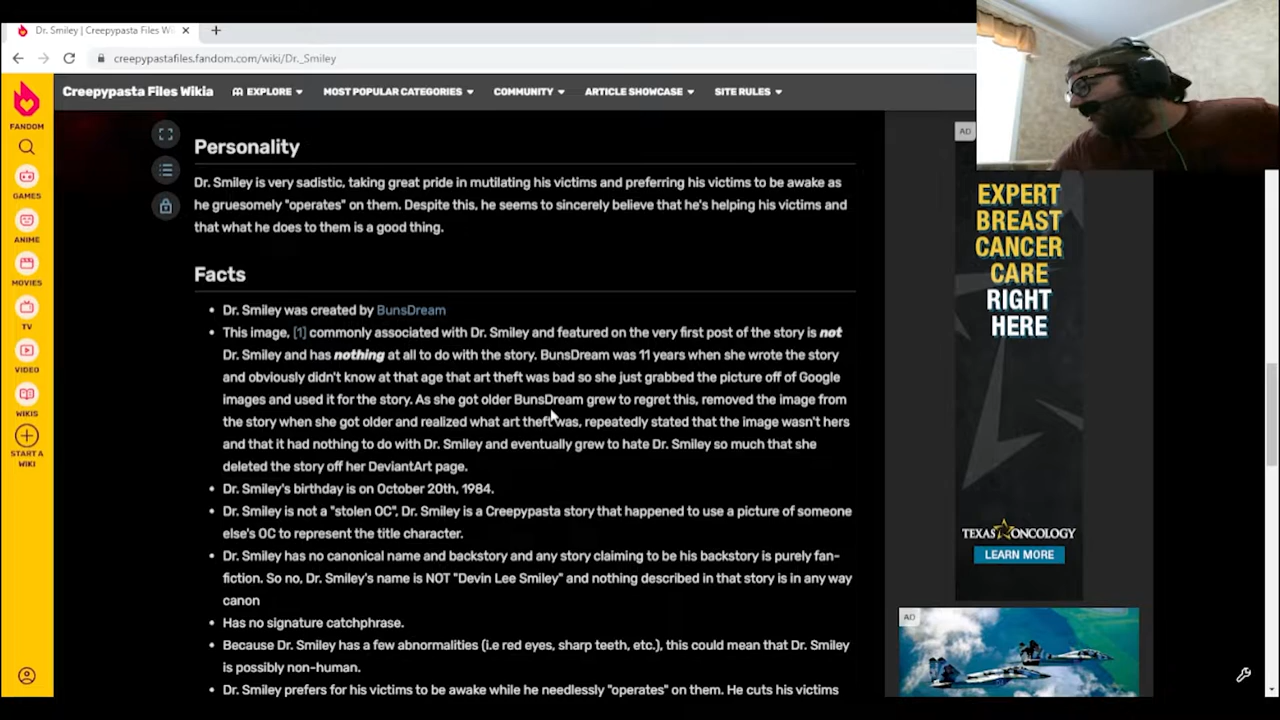 Dr. Smiley | Creepypasta Files Wi
creepypastafiles.fandom.com/wiki/Dr._Smiley
FANDOM
GAMES
ANIME
MOVIES
TV
VIDEO
WIKIS
START A
WIKI
Creepypasta Files Wikia
EXPLORE
MOST POPULAR CATEGORIES
COMMUNITY
ARTICLE SHOWCASE
SITE RULES
Personality
Dr. Smiley is very sadistic, taking great pride in mutilating his victims and preferring his victims to be awake as
he gruesomely "operates" on them. Despite this, he seems to sincerely believe that he's helping his victims and
that what he does to them is a good thing.
Facts
• Dr. Smiley was created by BunsDream
• This image, [1] commonly associated with Dr. Smiley and featured on the very first post of the story is not
Dr. Smiley and has nothing at all to do with the story. BunsDream was 11 years when she wrote the story
and obviously didn't know at that age that art theft was bad so she just grabbed the picture off of Google
images and used it for the story. As she got older BunsDream grew to regret this, removed the image from
the story when she got older and realized what art theft was, repeatedly stated that the image wasn't hers
and that it had nothing to do with Dr. Smiley and eventually grew to hate Dr. Smiley so much that she
deleted the story off her DeviantArt page.
• Dr. Smiley's birthday is on October 20th, 1984.
• Dr. Smiley is not a "stolen OC", Dr. Smiley is a Creepypasta story that happened to use a picture of someone
else's OC to represent the title character.
• Dr. Smiley has no canonical name and backstory and any story claiming to be his backstory is purely fan-
fiction. So no, Dr. Smiley's name is NOT "Devin Lee Smiley" and nothing described in that story is in any way
canon
• Has no signature catchphrase.
• Because Dr. Smiley has a few abnormalities (i.e red eyes, sharp teeth, etc.), this could mean that Dr. Smiley
is possibly non-human.
• Dr. Smiley prefers for his victims to be awake while he needlessly "operates" on them. He cuts his victims
AD
EXPERT
BREAST
CANCER
CARE
RIGHT
HERE
TEXAS ONCOLOGY
LEARN MORE
AD